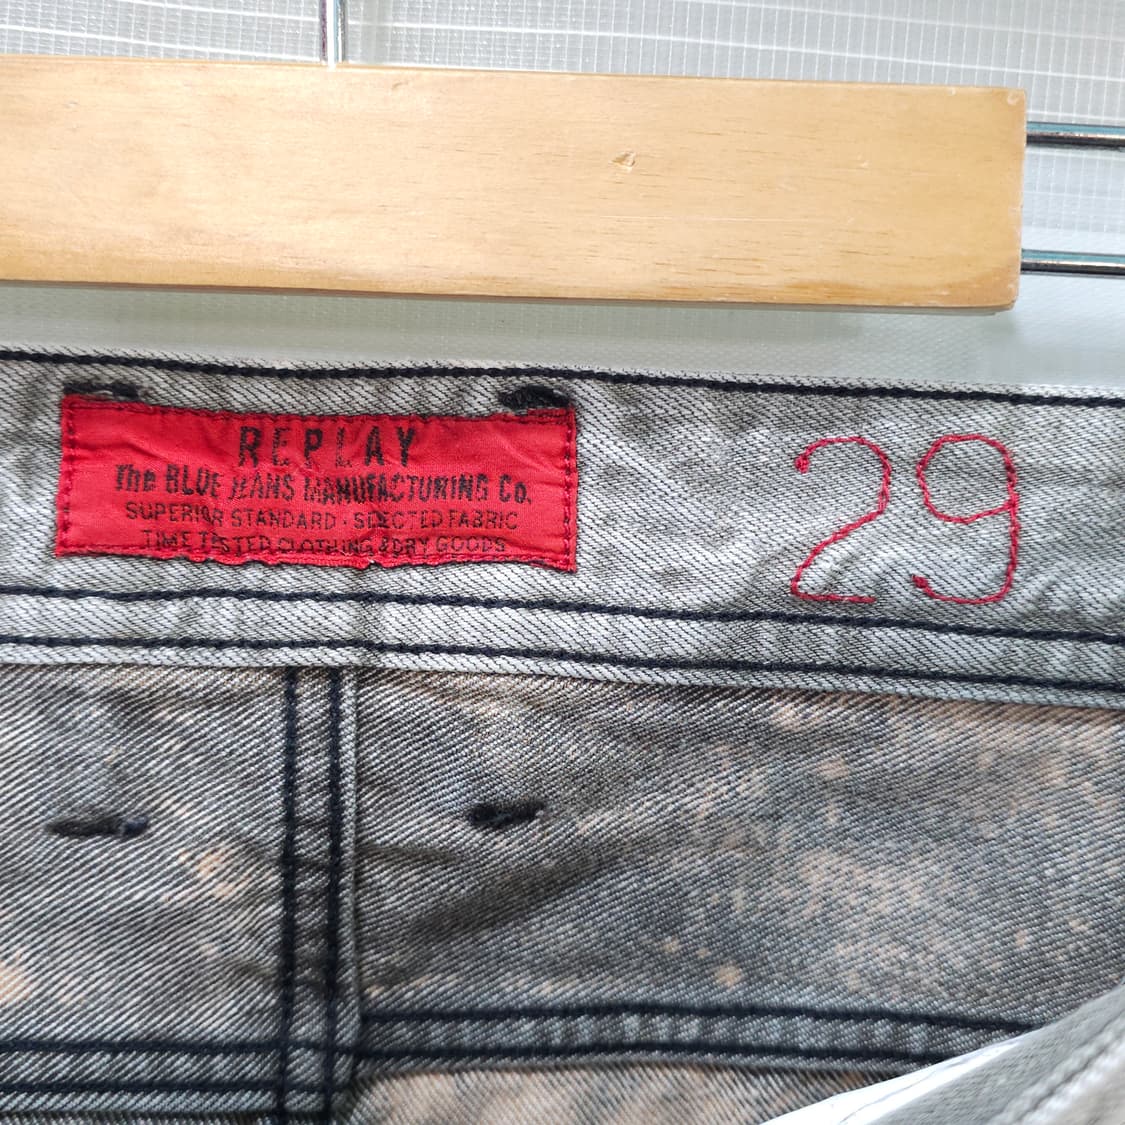 REPLAY
The BLUE JEANS MANUFACTURING Co.
SUPERIOR STANDARD - SELECTED FABRIC
TIME TESTED CLOTHING & DRY GOODS
29